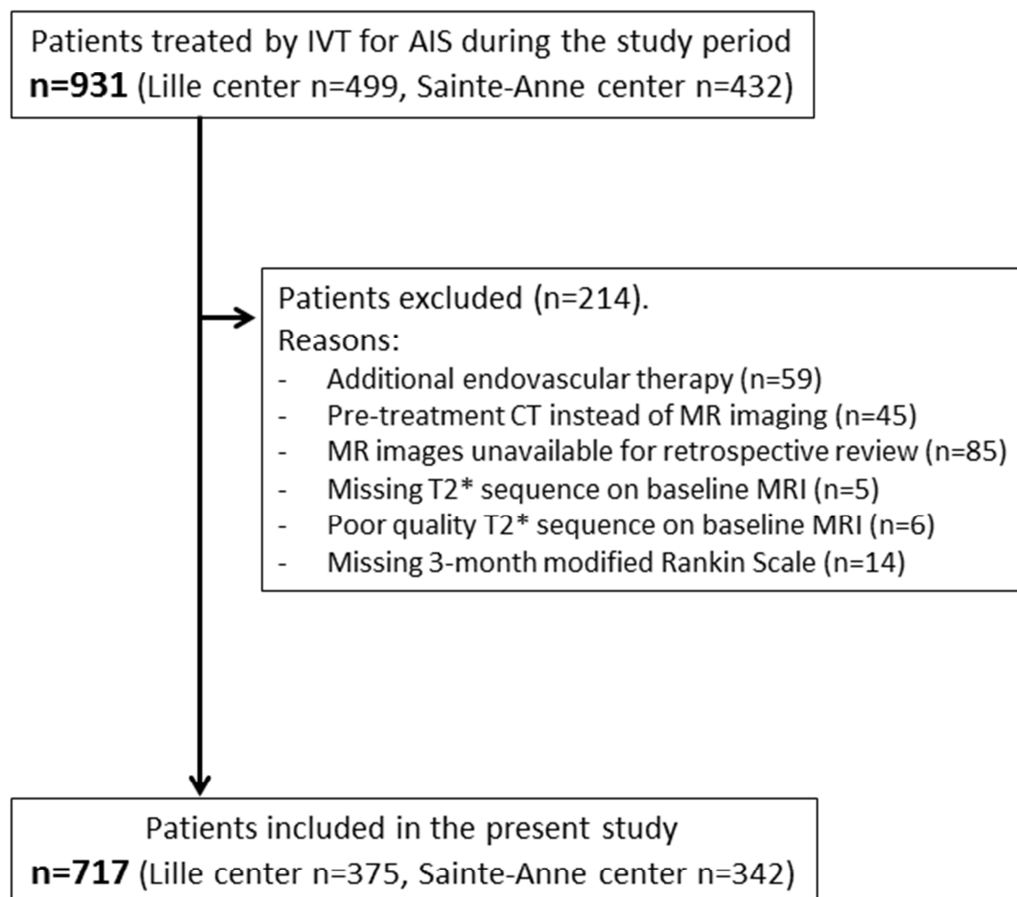 Patients treated by IVT for AIS during the study period
n=931 (Lille center n=499, Sainte-Anne center n=432)
Patients excluded (n=214).
Reasons:
- Additional endovascular therapy (n=59)
- Pre-treatment CT instead of MR imaging (n=45)
- MR images unavailable for retrospective review (n=85)
- Missing T2* sequence on baseline MRI (n=5)
- Poor quality T2* sequence on baseline MRI (n=6)
- Missing 3-month modified Rankin Scale (n=14)
Patients included in the present study
n=717 (Lille center n=375, Sainte-Anne center n=342)